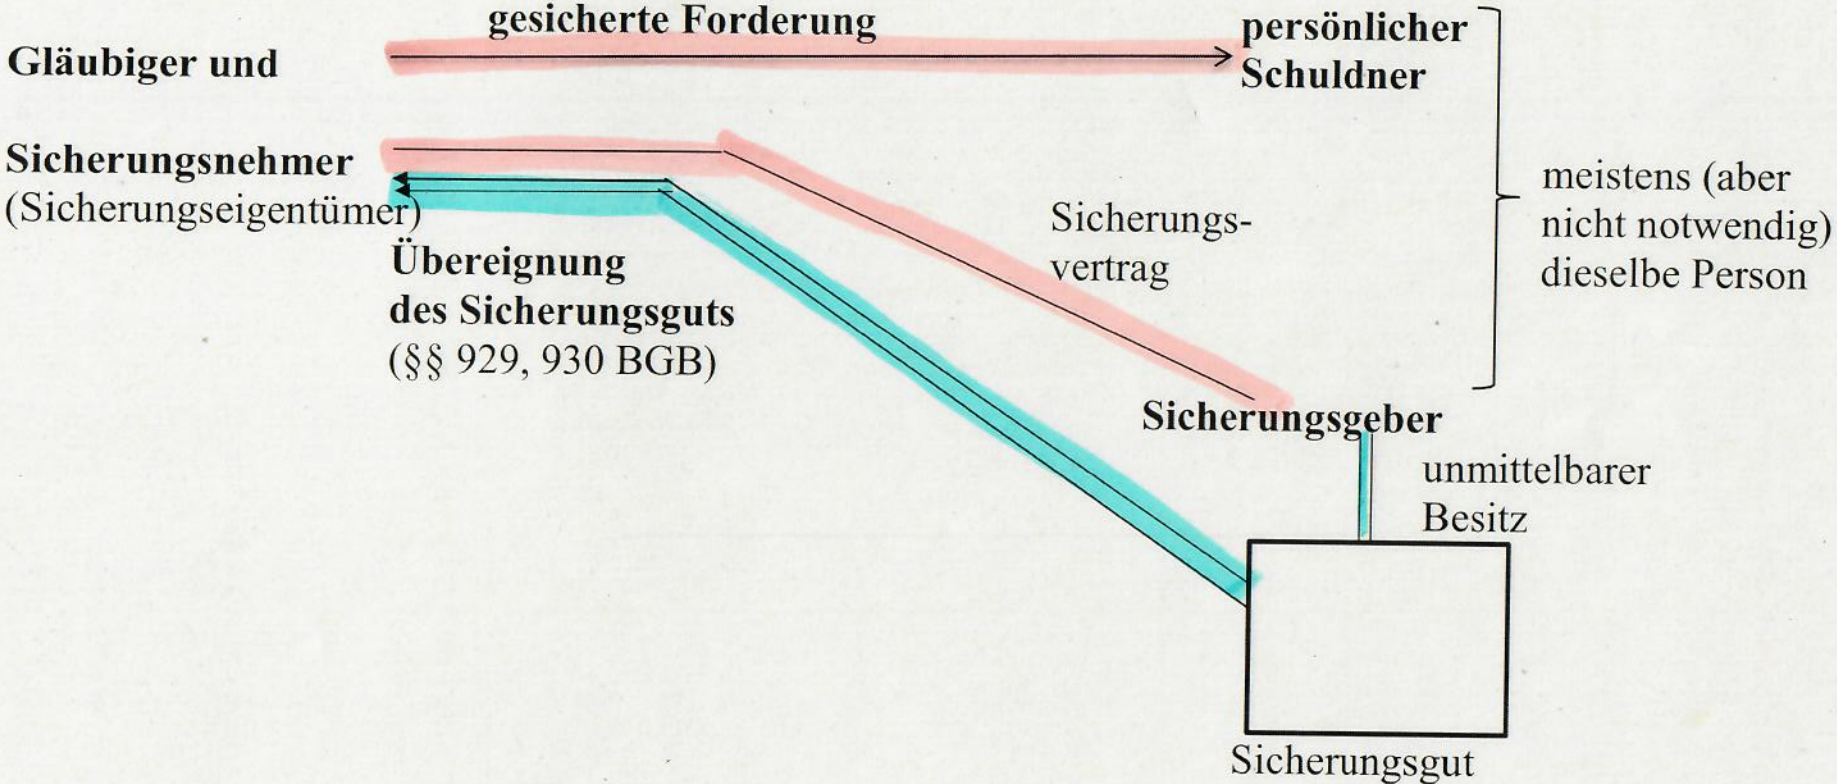 gesicherte Forderung
Gläubiger und
persönlicher
Schuldner
Sicherungsnehmer
(Sicherungseigentümer)
Übereignung
des Sicherungsguts
(§§ 929, 930 BGB)
Sicherungs-
vertrag
meistens (aber
nicht notwendig)
dieselbe Person
Sicherungsgeber
unmittelbarer
Besitz
Sicherungsgut